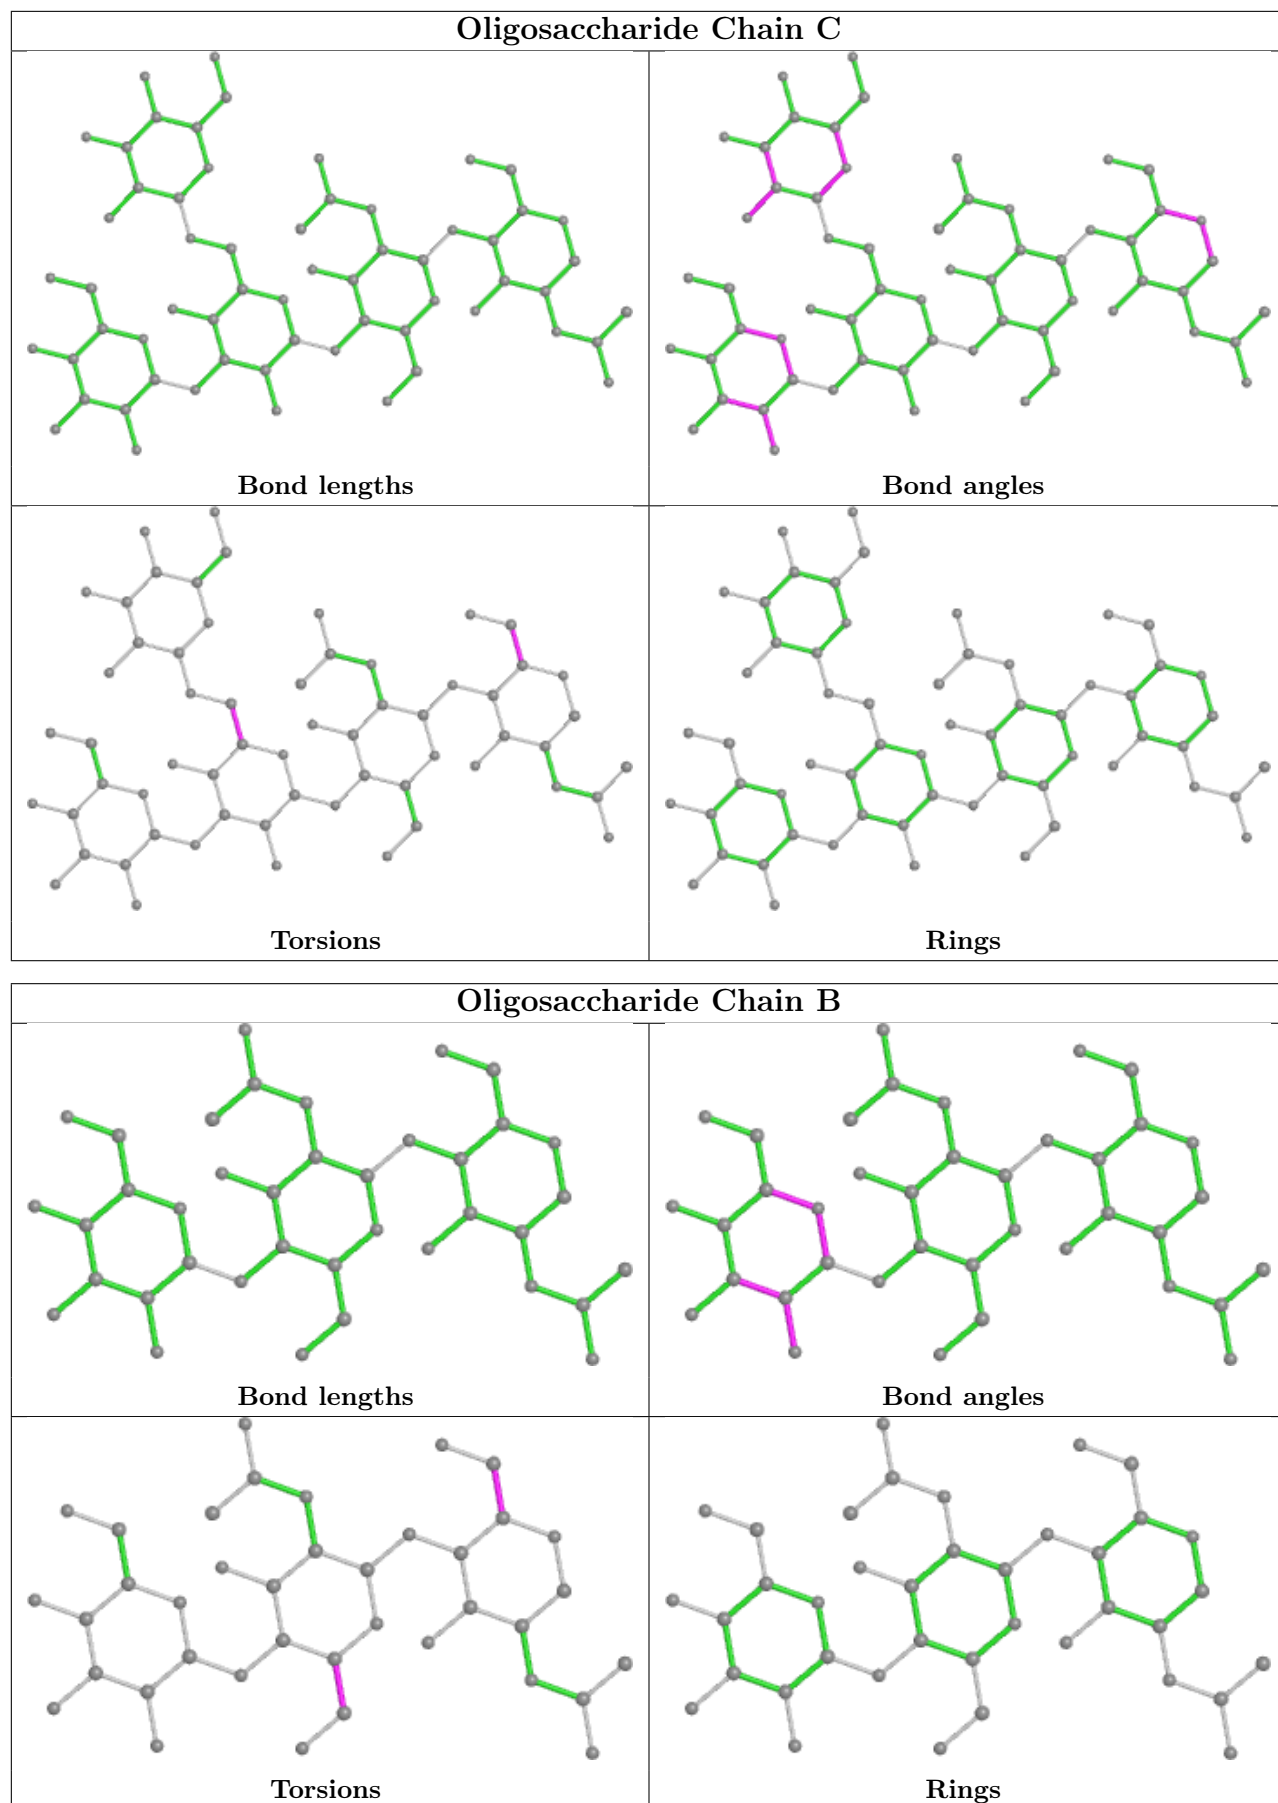 Oligosaccharide Chain C
Bond lengths
Bond angles
Torsions
Rings
Oligosaccharide Chain B
Bond lengths
Bond angles
Torsions
Rings